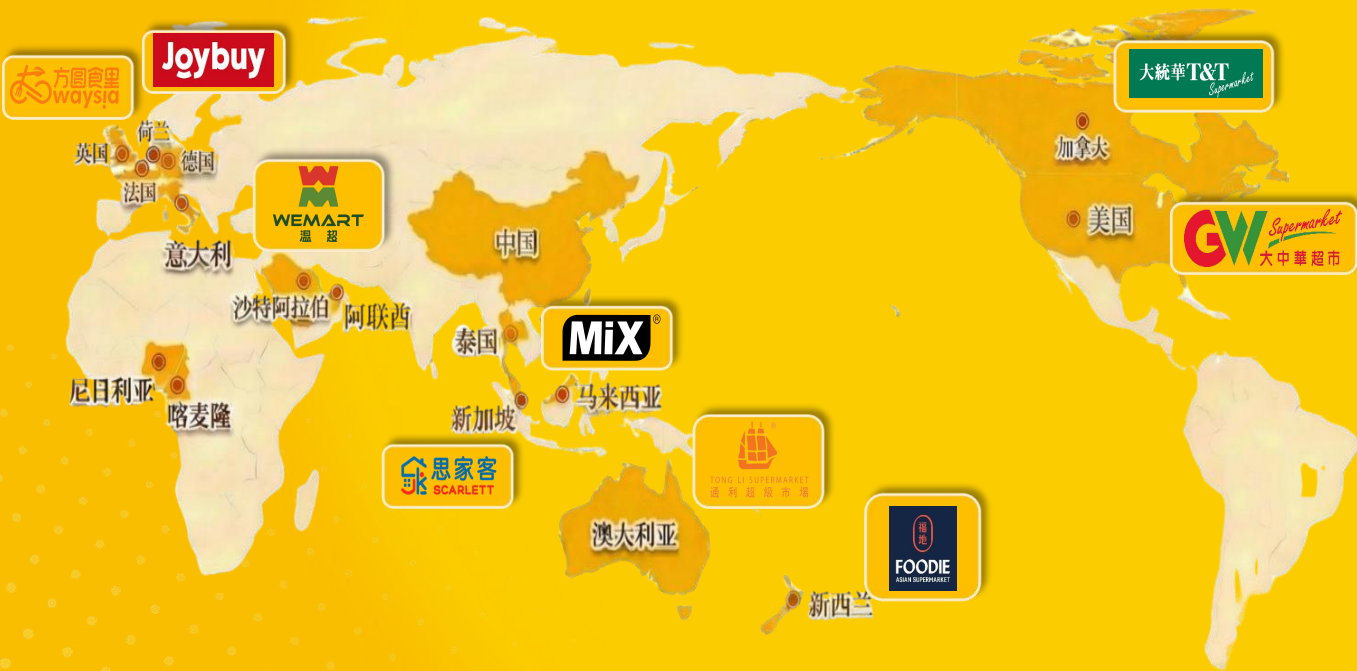 Joybuy
方圆食里
waysia
大統華T&T
Supermarket
荷兰
英国
德国
法国
加拿大
WEMART
温 超
中国
美国
GW Supermarket
大中華超市
意大利
沙特阿拉伯
阿联酋
泰国
MiX®
尼日利亚
喀麦隆
新加坡
马来西亚
思家客
SCARLETT
®
TONG LI SUPERMARKET
通利超級市場
澳大利亚
福地
FOODIE
ASIAN SUPERMARKET
新西兰